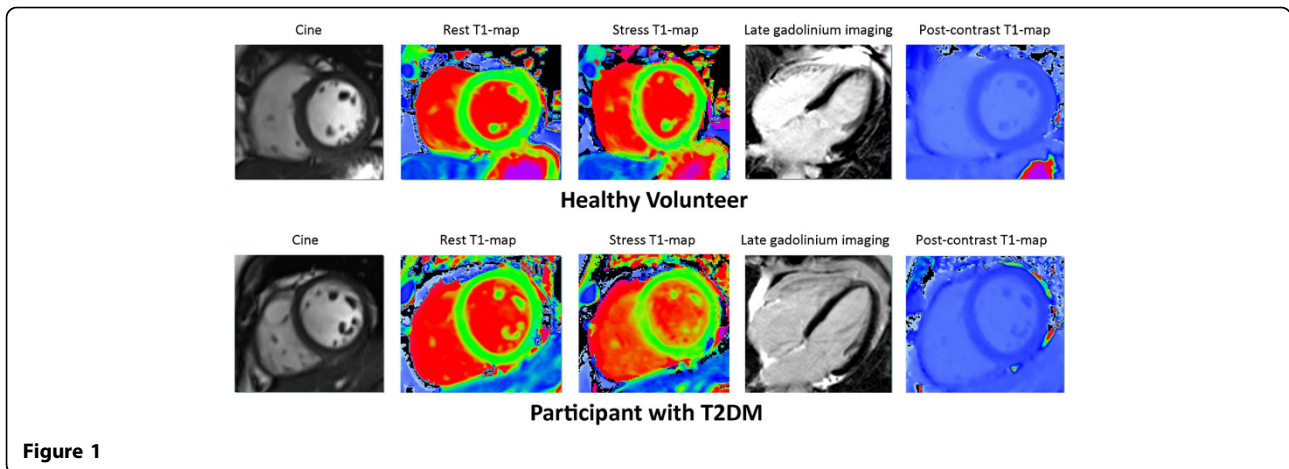 Cine Rest T1-map Stress T1-map Late gadolinium imaging Post-contrast T1-map
Healthy Volunteer
Cine Rest T1-map Stress T1-map Late gadolinium imaging Post-contrast T1-map
Participant with T2DM
Figure 1